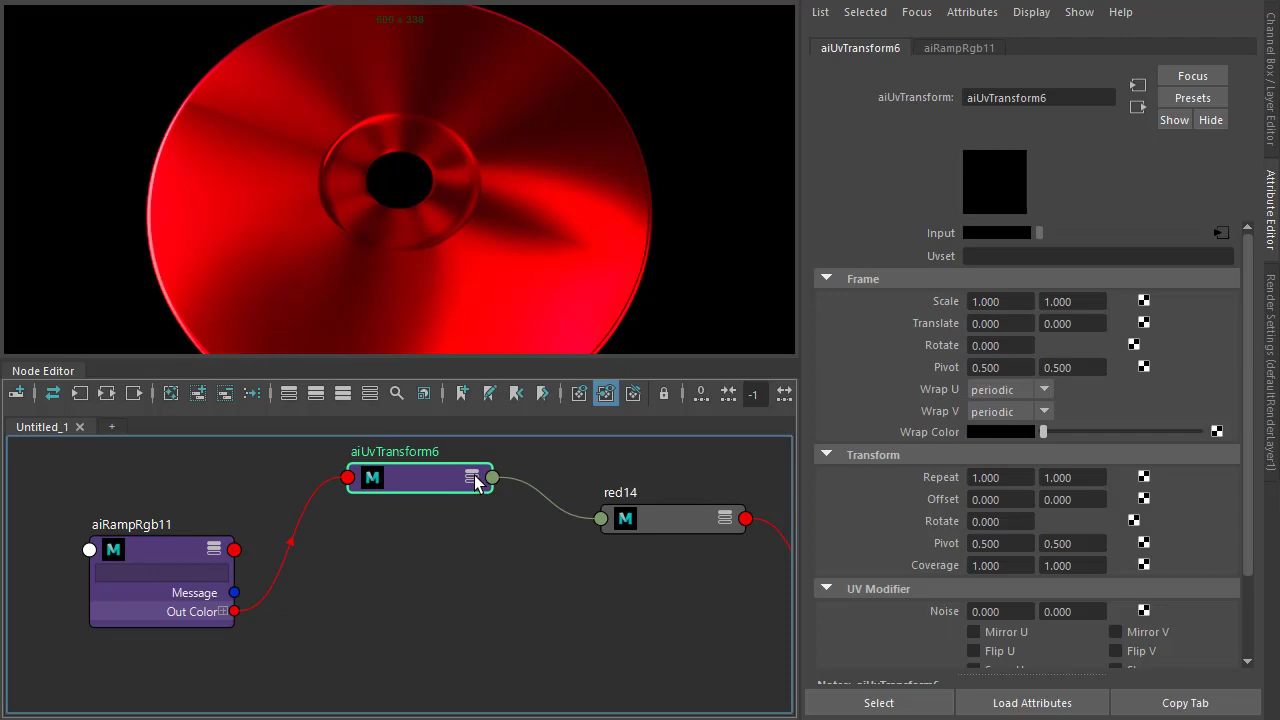 600 x 338
List Selected Focus Attributes Display Show Help
aiUvTransform6 aiRampRgb11
aiUvTransform: aiUvTransform6
Focus
Presets
Show Hide
Input
Uvset
Frame
Scale 1.000 1.000
Translate 0.000 0.000
Rotate 0.000
Pivot 0.500 0.500
Wrap U periodic
Wrap V periodic
Wrap Color
Transform
Repeat 1.000 1.000
Offset 0.000 0.000
Rotate 0.000
Pivot 0.500 0.500
Coverage 1.000 1.000
UV Modifier
Noise 0.000 0.000
Mirror U Mirror V
Flip U Flip V
Select Load Attributes Copy Tab
Channel Box / Layer Editor
Attribute Editor
Render Settings (defaultRenderLayer1)
Node Editor
0 -1
Untitled_1 +
aiUvTransform6
M
red14
M
aiRampRgb11
M
Message
Out Color